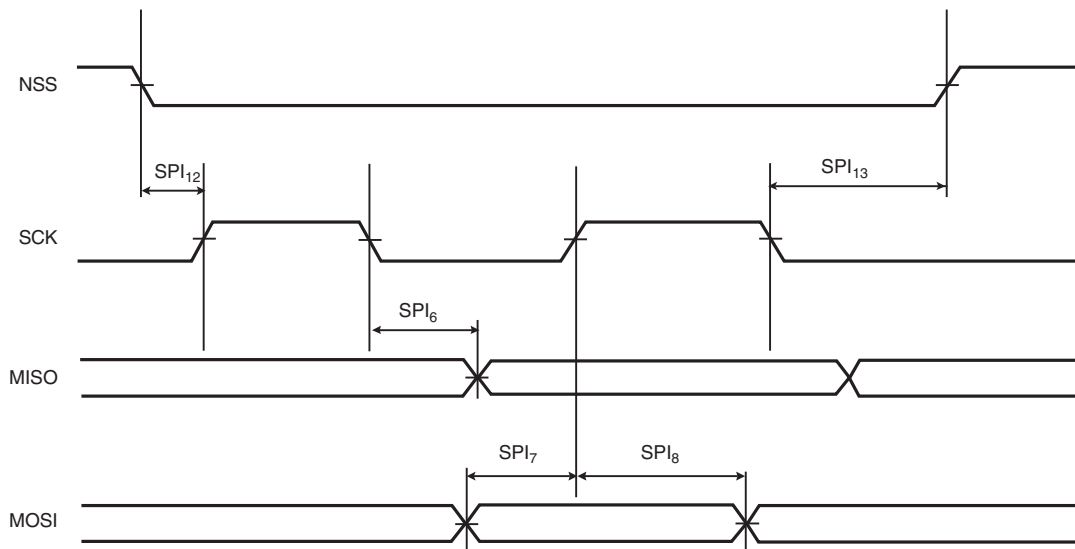 NSS
SPI₁₂
SPI₁₃
SCK
SPI₆
MISO
SPI₇
SPI₈
MOSI